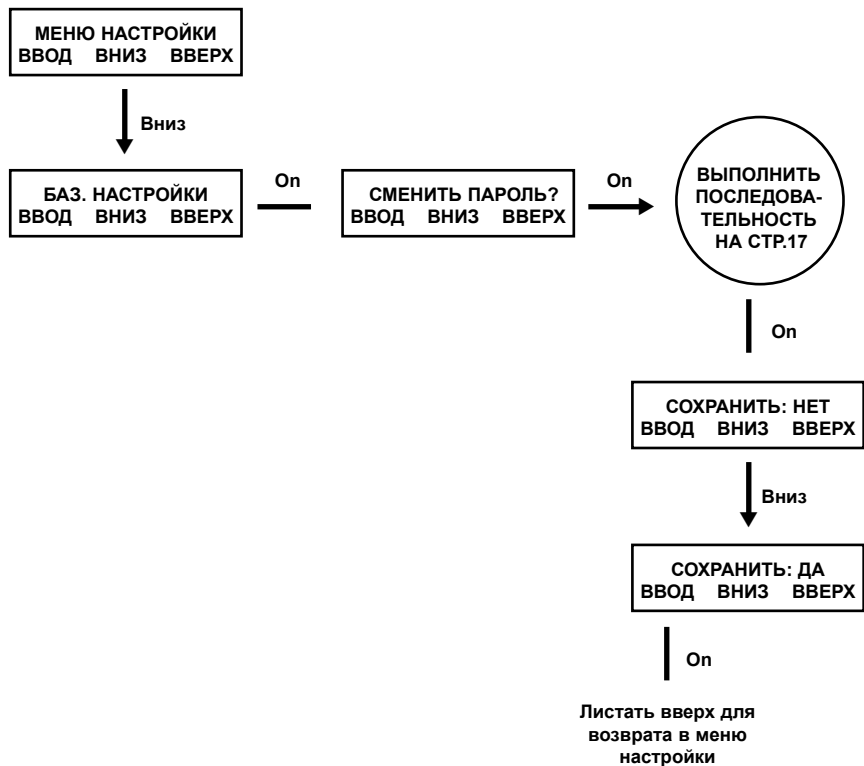 МЕНЮ НАСТРОЙКИ
ВВОД ВНИЗ ВВЕРХ
Вниз
БАЗ. НАСТРОЙКИ
ВВОД ВНИЗ ВВЕРХ
On
СМЕНИТЬ ПАРОЛЬ?
ВВОД ВНИЗ ВВЕРХ
On
ВЫПОЛНИТЬ
ПОСЛЕДОВА-
ТЕЛЬНОСТЬ
НА СТР.17
On
СОХРАНИТЬ: НЕТ
ВВОД ВНИЗ ВВЕРХ
Вниз
СОХРАНИТЬ: ДА
ВВОД ВНИЗ ВВЕРХ
On
Листать вверх для
возврата в меню
настройки